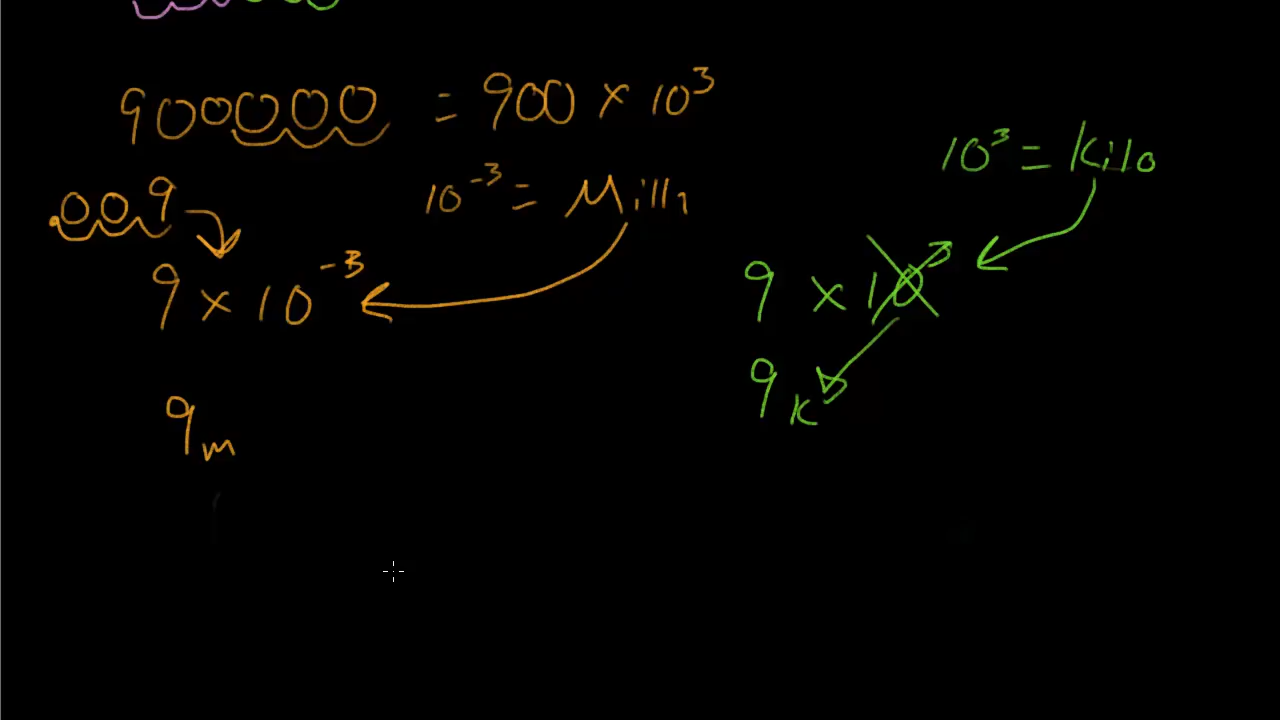 900000 = 900 × 10³
10³ = Kilo
.009
10⁻³ = Milli
9 × 10⁻³
9 × 10³
9m
9K